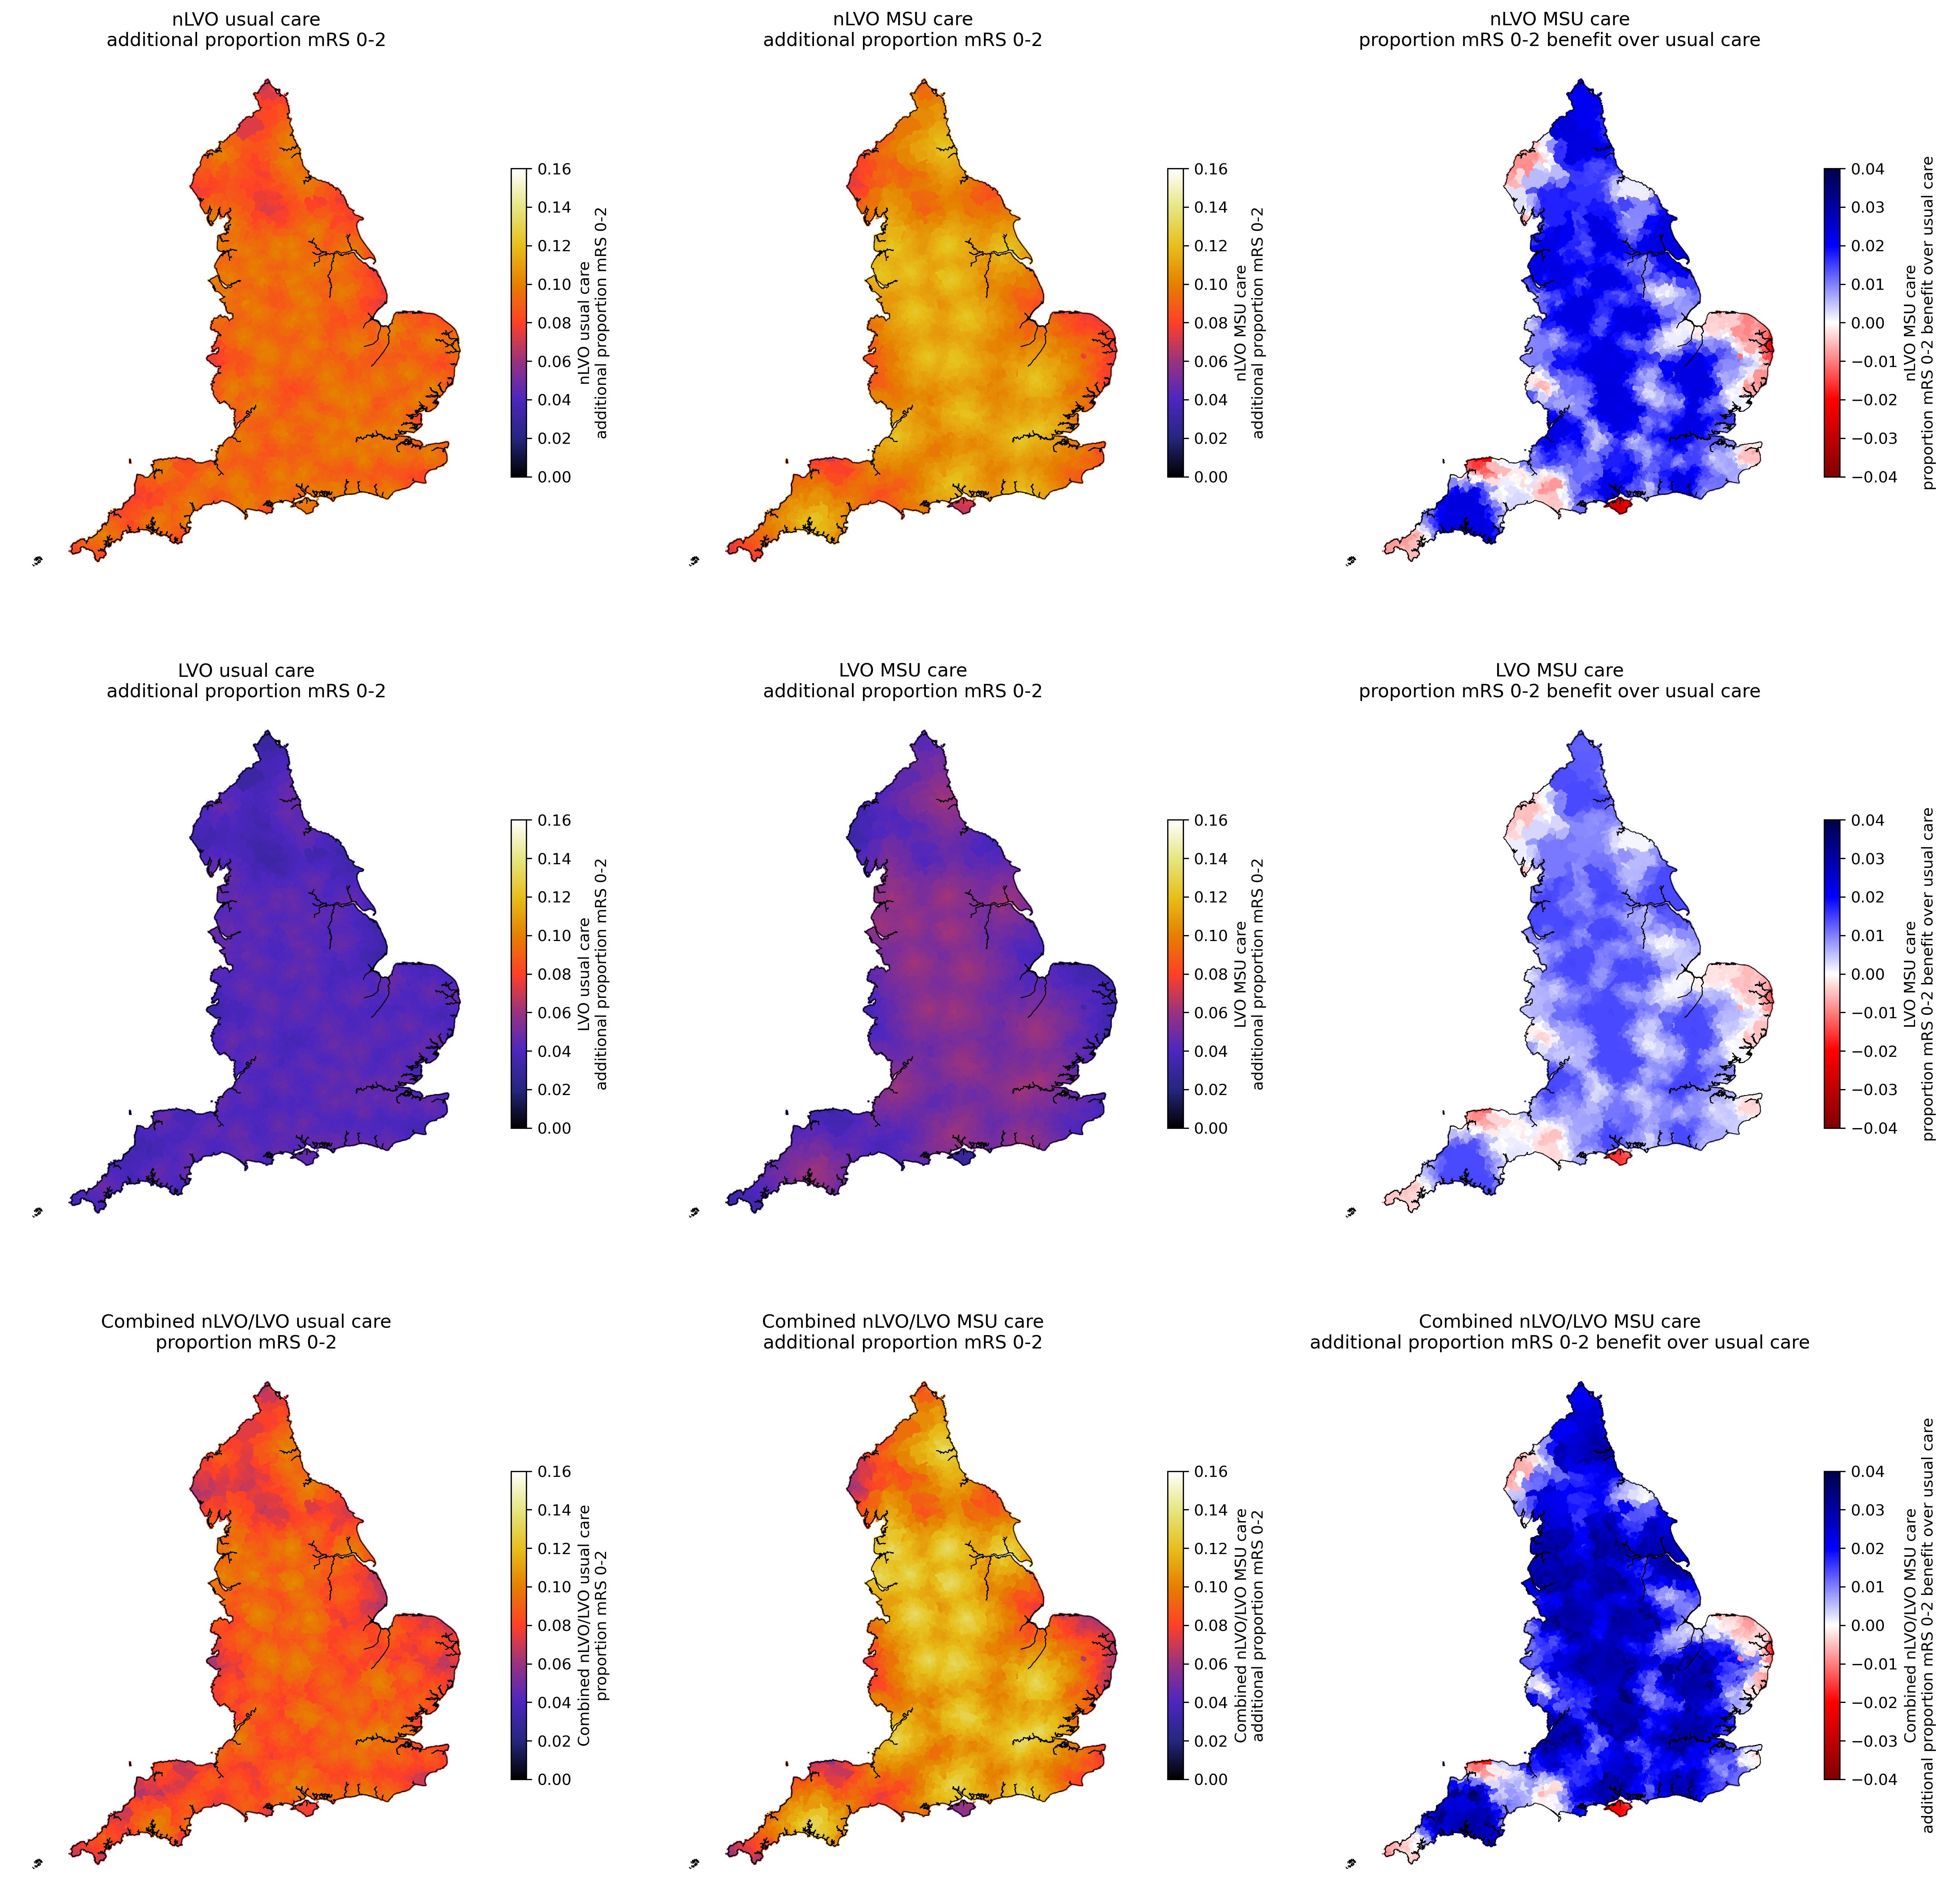 nLVO usual care
additional proportion mRS 0-2
0.16
0.14
0.12
0.10
0.08
0.06
0.04
0.02
0.00
nLVO usual care
additional proportion mRS 0-2
nLVO MSU care
additional proportion mRS 0-2
0.16
0.14
0.12
0.10
0.08
0.06
0.04
0.02
0.00
nLVO MSU care
additional proportion mRS 0-2
nLVO MSU care
proportion mRS 0-2 benefit over usual care
0.04
0.03
0.02
0.01
0.00
−0.01
−0.02
−0.03
−0.04
nLVO MSU care
proportion mRS 0-2 benefit over usual care
LVO usual care
additional proportion mRS 0-2
0.16
0.14
0.12
0.10
0.08
0.06
0.04
0.02
0.00
LVO usual care
additional proportion mRS 0-2
LVO MSU care
additional proportion mRS 0-2
0.16
0.14
0.12
0.10
0.08
0.06
0.04
0.02
0.00
LVO MSU care
additional proportion mRS 0-2
LVO MSU care
proportion mRS 0-2 benefit over usual care
0.04
0.03
0.02
0.01
0.00
−0.01
−0.02
−0.03
−0.04
LVO MSU care
proportion mRS 0-2 benefit over usual care
Combined nLVO/LVO usual care
proportion mRS 0-2
0.16
0.14
0.12
0.10
0.08
0.06
0.04
0.02
0.00
Combined nLVO/LVO usual care
proportion mRS 0-2
Combined nLVO/LVO MSU care
additional proportion mRS 0-2
0.16
0.14
0.12
0.10
0.08
0.06
0.04
0.02
0.00
Combined nLVO/LVO MSU care
additional proportion mRS 0-2
Combined nLVO/LVO MSU care
additional proportion mRS 0-2 benefit over usual care
0.04
0.03
0.02
0.01
0.00
−0.01
−0.02
−0.03
−0.04
Combined nLVO/LVO MSU care
additional proportion mRS 0-2 benefit over usual care